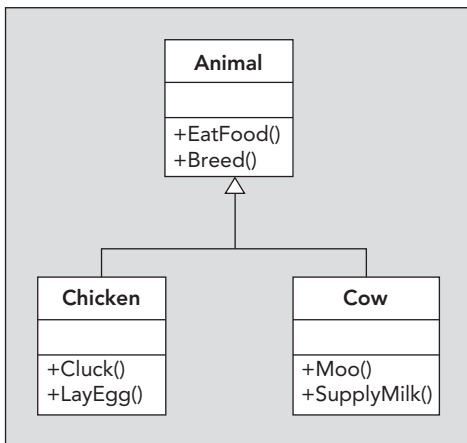 Animal
+EatFood()
+Breed()
Chicken
+Cluck()
+LayEgg()
Cow
+Moo()
+SupplyMilk()